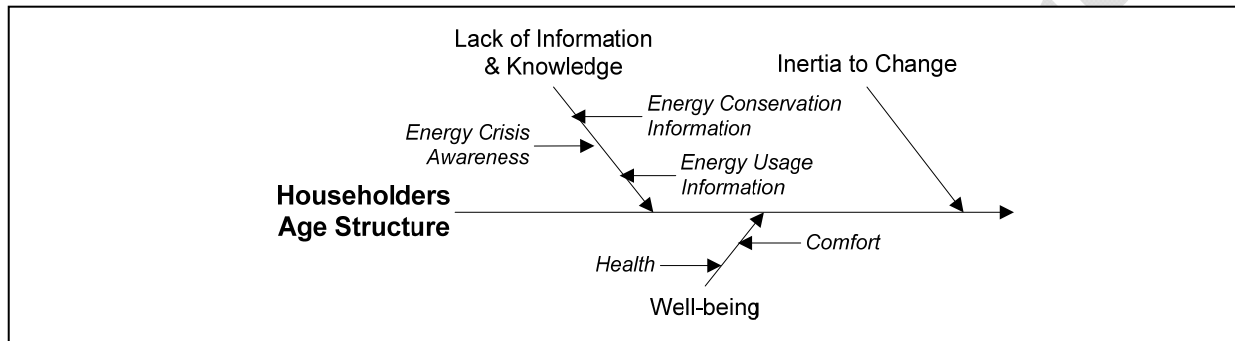 Lack of Information
& Knowledge
Inertia to Change
Energy Conservation
Information
Energy Crisis
Awareness
Energy Usage
Information
Householders
Age Structure
Comfort
Health
Well-being